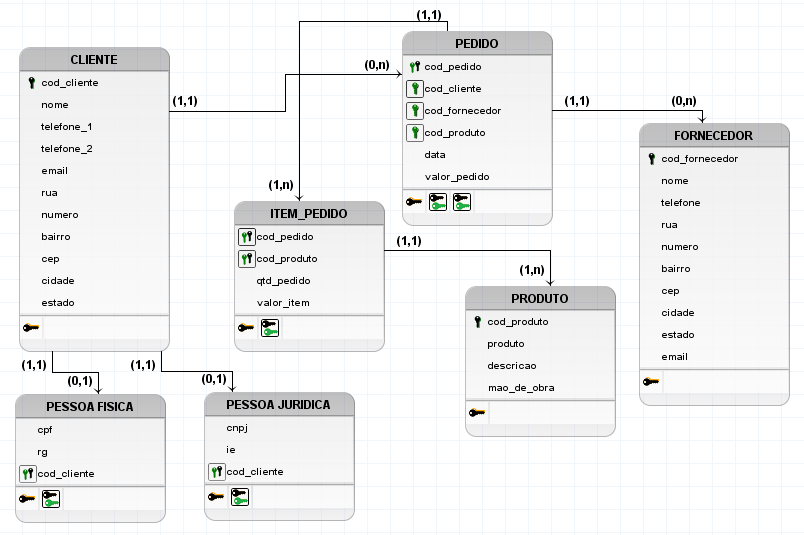 (1,1)
PEDIDO
cod_pedido
cod_cliente
cod_fornecedor
cod_produto
data
valor_pedido
CLIENTE
cod_cliente
nome
telefone_1
telefone_2
email
rua
numero
bairro
cep
cidade
estado
(1,1)
(0,n)
(1,1)
(0,n)
FORNECEDOR
cod_fornecedor
nome
telefone
rua
numero
bairro
cep
cidade
estado
email
(1,n)
ITEM_PEDIDO
cod_pedido
cod_produto
qtd_pedido
valor_item
(1,1)
(1,n)
PRODUTO
cod_produto
produto
descricao
mao_de_obra
(1,1)
(0,1)
PESSOA FISICA
cpf
rg
cod_cliente
(1,1)
(0,1)
PESSOA JURIDICA
cnpj
ie
cod_cliente